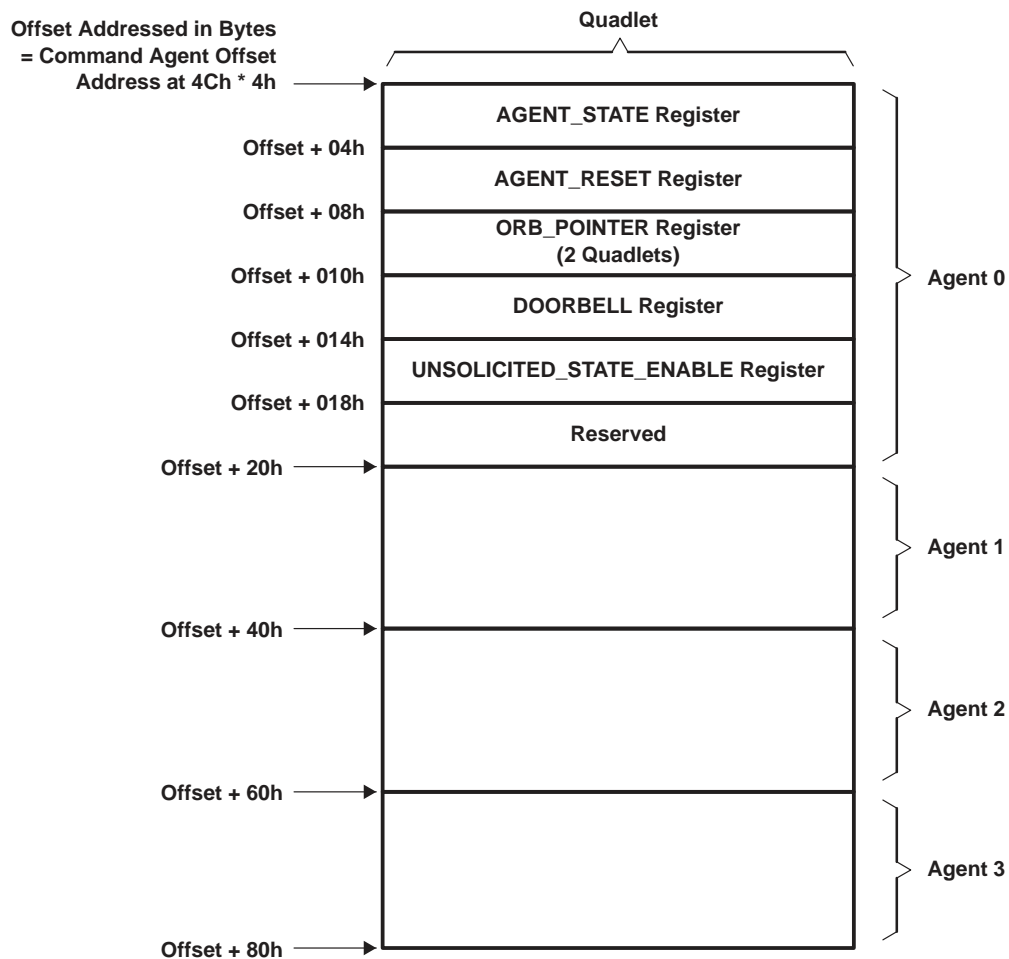 Quadlet
Offset Addressed in Bytes
= Command Agent Offset
Address at 4Ch * 4h
AGENT_STATE Register
Offset + 04h
AGENT_RESET Register
Offset + 08h
ORB_POINTER Register
(2 Quadlets)
Offset + 010h
Agent 0
DOORBELL Register
Offset + 014h
UNSOLICITED_STATE_ENABLE Register
Offset + 018h
Reserved
Offset + 20h
Agent 1
Offset + 40h
Agent 2
Offset + 60h
Agent 3
Offset + 80h